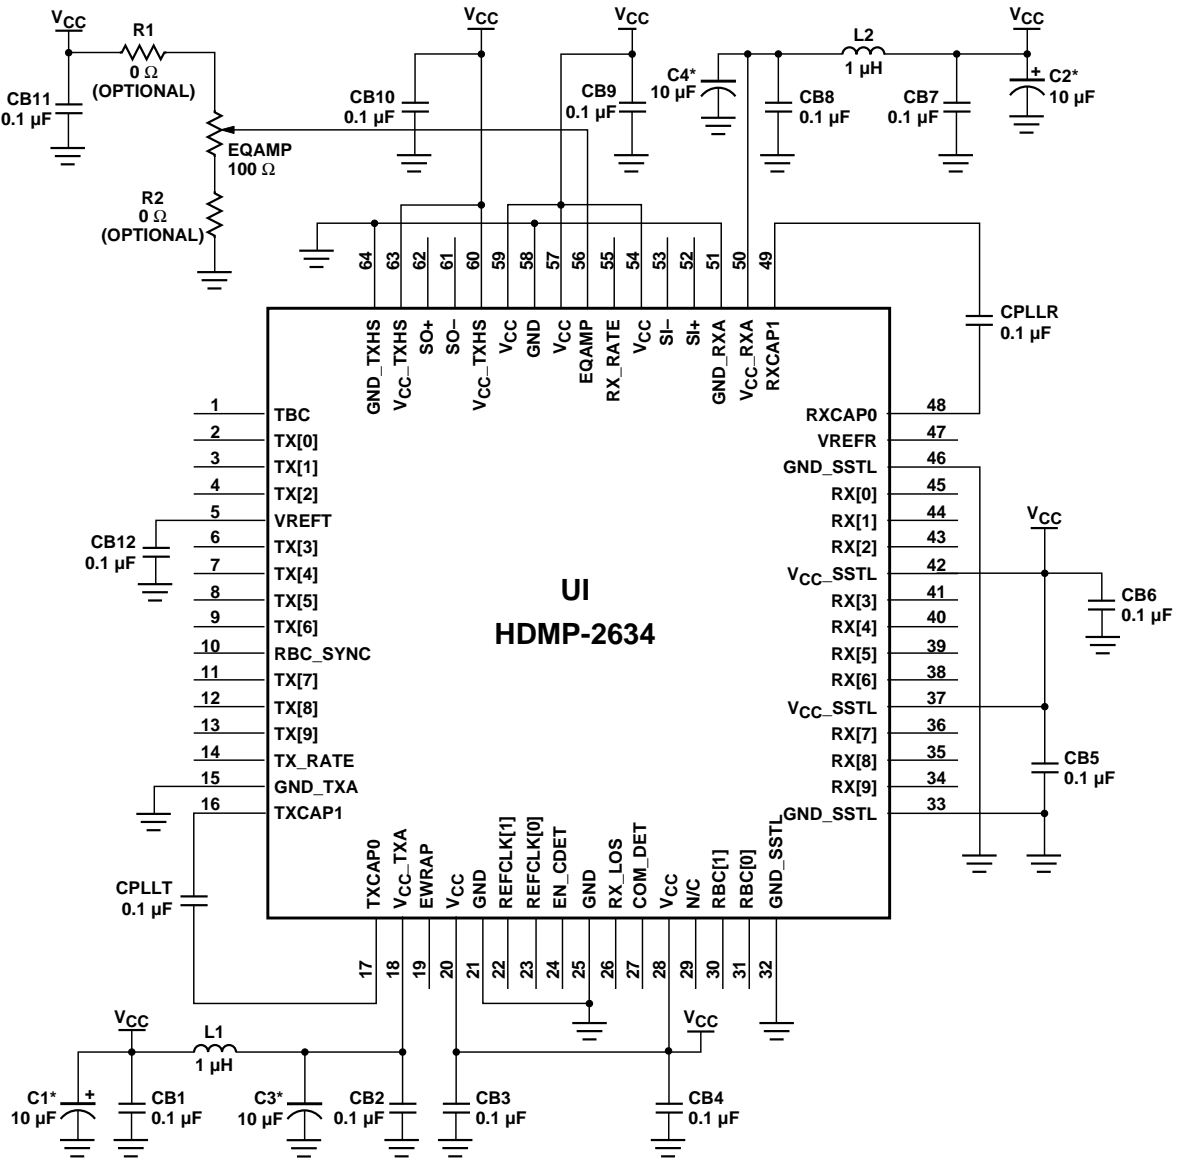 VCC
R1
0 Ω
(OPTIONAL)
CB11
0.1 µF
EQAMP
100 Ω
R2
0 Ω
(OPTIONAL)
VCC
CB10
0.1 µF
VCC
CB9
0.1 µF
C4*
10 µF
CB8
0.1 µF
L2
1 µH
CB7
0.1 µF
VCC
+
C2*
10 µF
64
63
62
61
60
59
58
57
56
55
54
53
52
51
50
49
GND_TXHS
VCC_TXHS
SO+
SO–
VCC_TXHS
VCC
GND
VCC
EQAMP
RX_RATE
VCC
SI–
SI+
GND_RXA
VCC_RXA
RXCAP1
CPLLR
0.1 µF
1 TBC
2 TX[0]
3 TX[1]
4 TX[2]
5 VREFT
6 TX[3]
7 TX[4]
8 TX[5]
9 TX[6]
10 RBC_SYNC
11 TX[7]
12 TX[8]
13 TX[9]
14 TX_RATE
15 GND_TXA
16 TXCAP1
CB12
0.1 µF
UI
HDMP-2634
RXCAP0 48
VREFR 47
GND_SSTL 46
RX[0] 45
RX[1] 44
RX[2] 43
VCC_SSTL 42
RX[3] 41
RX[4] 40
RX[5] 39
RX[6] 38
VCC_SSTL 37
RX[7] 36
RX[8] 35
RX[9] 34
GND_SSTL 33
VCC
CB6
0.1 µF
CB5
0.1 µF
CPLLT
0.1 µF
TXCAP0
VCC_TXA
EWRAP
VCC
GND
REFCLK[1]
REFCLK[0]
EN_CDET
GND
RX_LOS
COM_DET
VCC
N/C
RBC[1]
RBC[0]
GND_SSTL
17
18
19
20
21
22
23
24
25
26
27
28
29
30
31
32
VCC
L1
1 µH
C1*
10 µF
+
CB1
0.1 µF
C3*
10 µF
CB2
0.1 µF
CB3
0.1 µF
VCC
CB4
0.1 µF